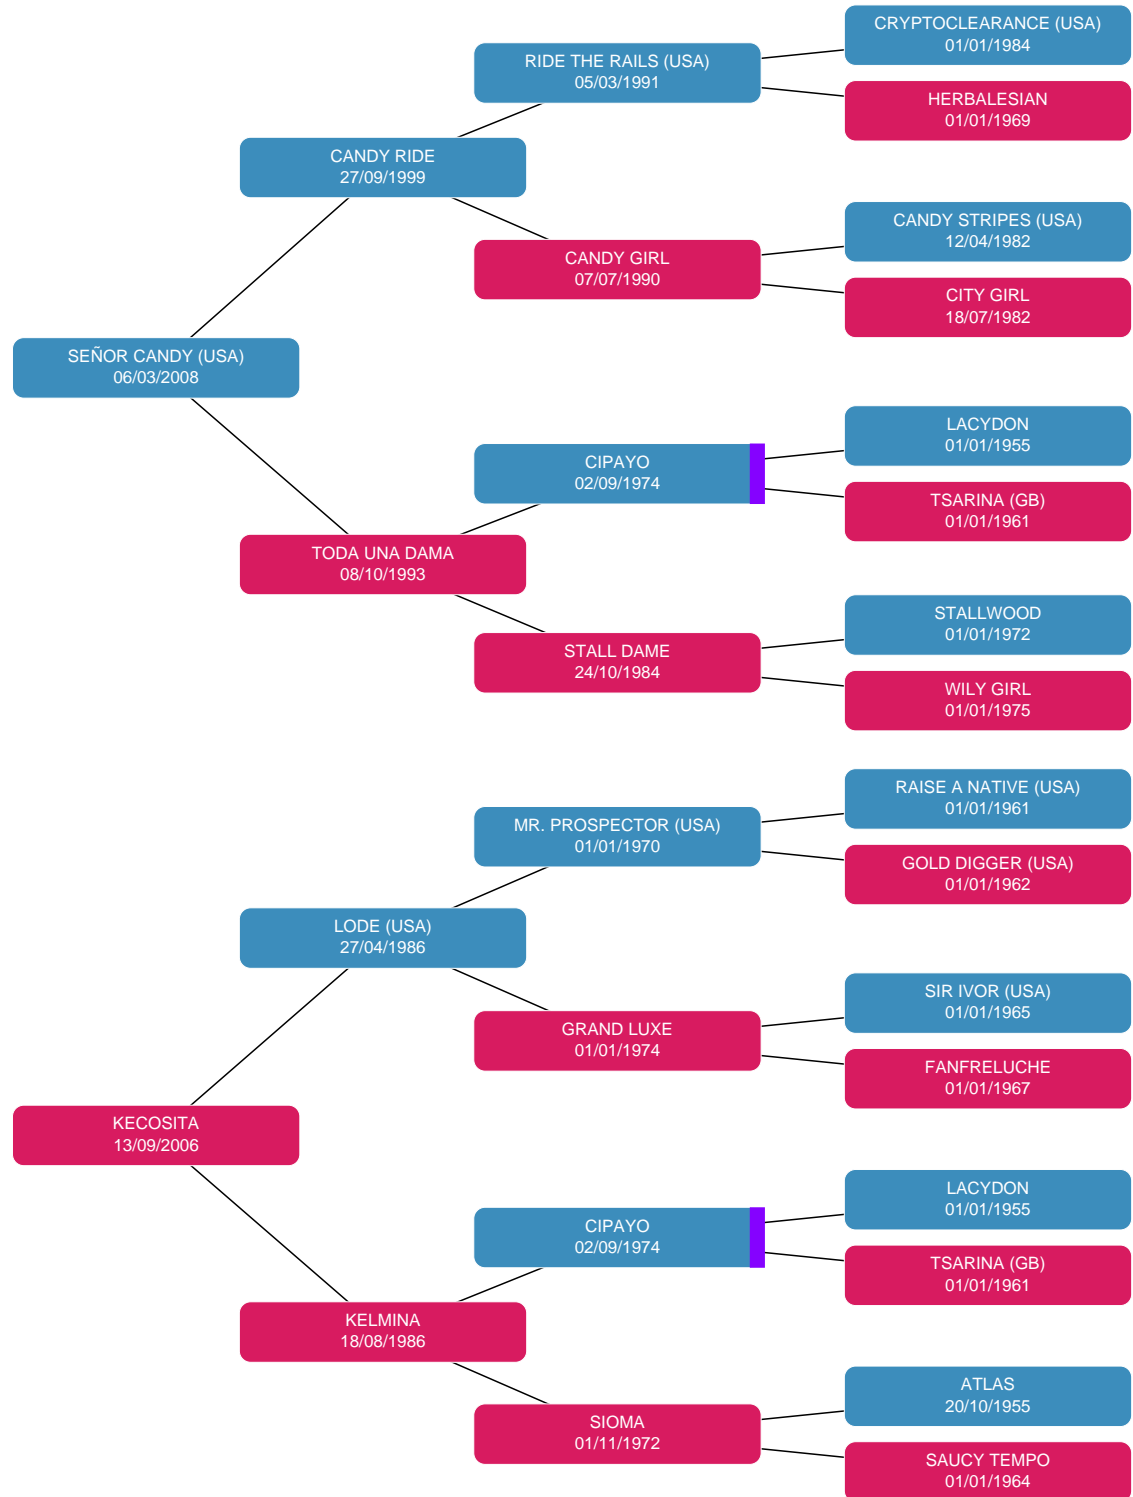 CRYPTOCLEARANCE (USA)
01/01/1984
RIDE THE RAILS (USA)
05/03/1991
HERBALESIAN
01/01/1969
CANDY RIDE
27/09/1999
CANDY STRIPES (USA)
12/04/1982
CANDY GIRL
07/07/1990
CITY GIRL
18/07/1982
SEÑOR CANDY (USA)
06/03/2008
LACYDON
01/01/1955
CIPAYO
02/09/1974
TSARINA (GB)
01/01/1961
TODA UNA DAMA
08/10/1993
STALLWOOD
01/01/1972
STALL DAME
24/10/1984
WILY GIRL
01/01/1975
RAISE A NATIVE (USA)
01/01/1961
MR. PROSPECTOR (USA)
01/01/1970
GOLD DIGGER (USA)
01/01/1962
LODE (USA)
27/04/1986
SIR IVOR (USA)
01/01/1965
GRAND LUXE
01/01/1974
FANFRELUCHE
01/01/1967
KECOSITA
13/09/2006
LACYDON
01/01/1955
CIPAYO
02/09/1974
TSARINA (GB)
01/01/1961
KELMINA
18/08/1986
ATLAS
20/10/1955
SIOMA
01/11/1972
SAUCY TEMPO
01/01/1964